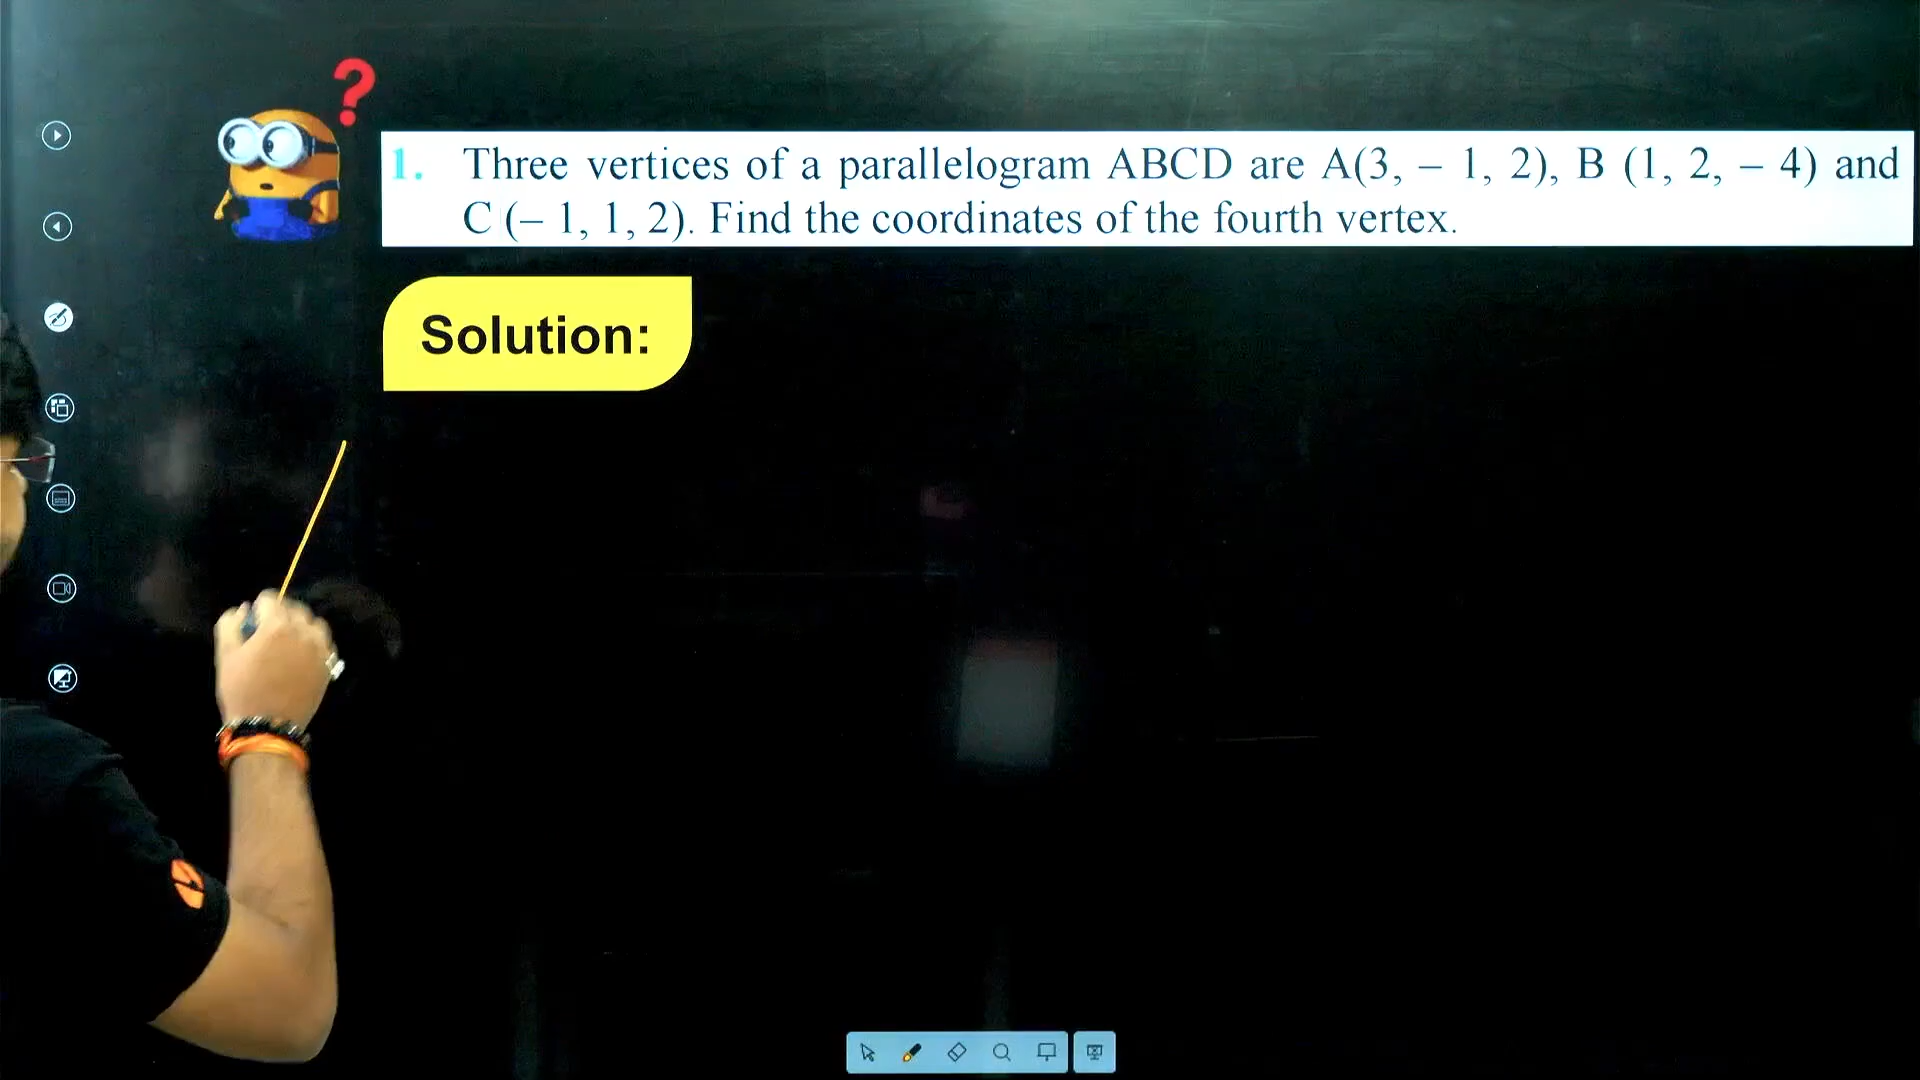 ?
1. Three vertices of a parallelogram ABCD are A(3, – 1, 2), B (1, 2, – 4) and
C (– 1, 1, 2). Find the coordinates of the fourth vertex.
Solution: